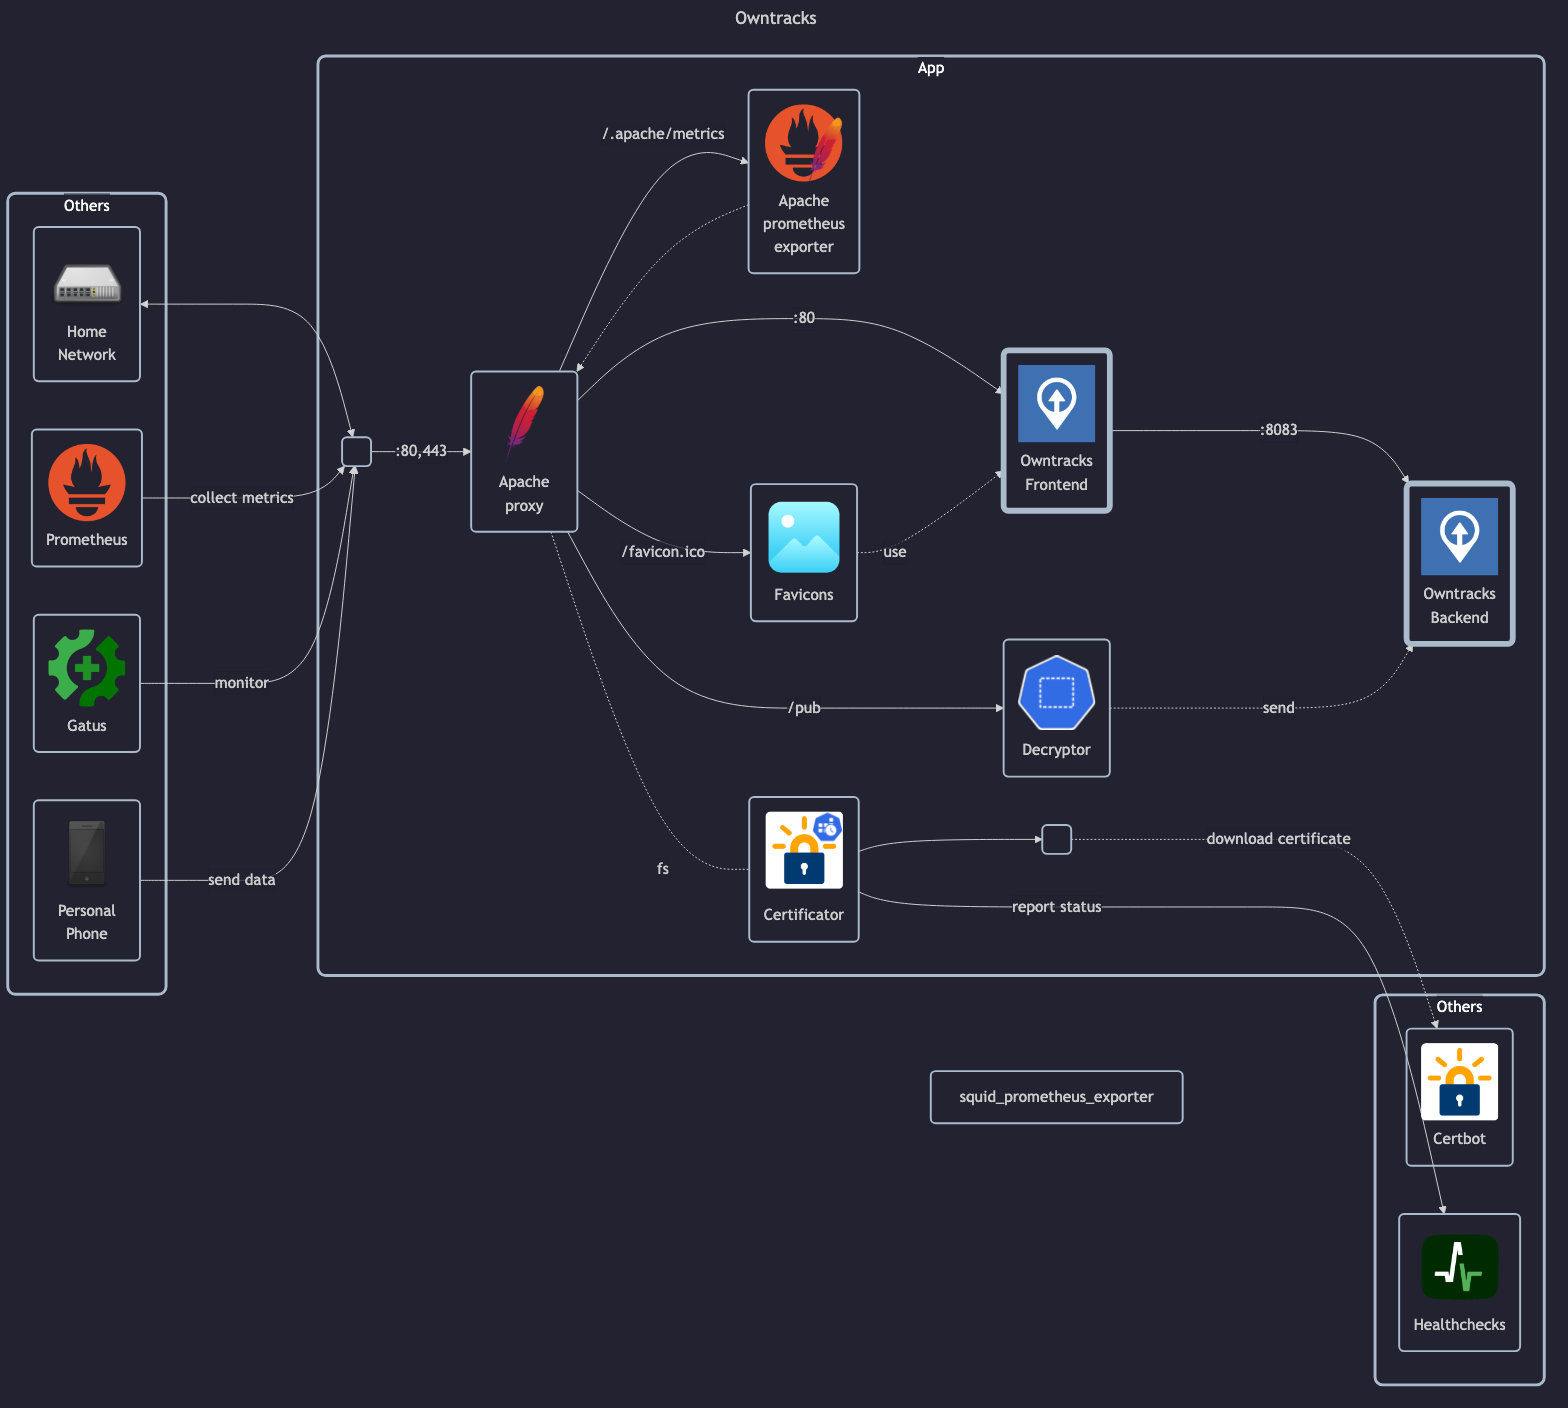 Owntracks
App
/.apache/metrics
Apache
prometheus
exporter
Others
Home
Network
:80
Prometheus
collect metrics
:80,443
Apache
proxy
Owntracks
Frontend
:8083
/favicon.ico
Favicons
use
Owntracks
Backend
Gatus
monitor
/pub
Decryptor
send
Personal
Phone
send data
fs
Certificator
download certificate
report status
Others
Certbot
squid_prometheus_exporter
Healthchecks